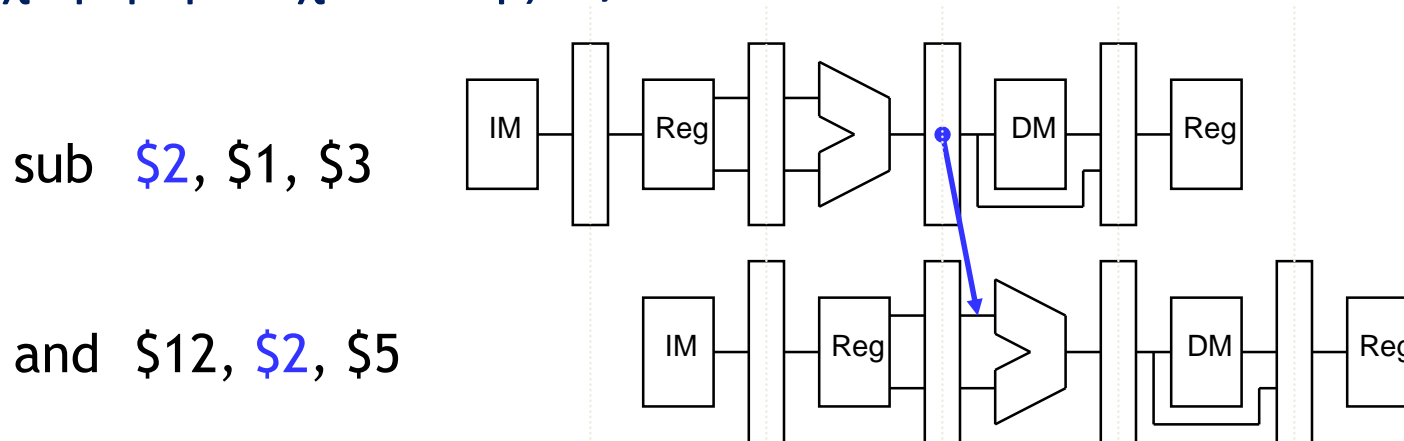 IM Reg DM Reg
sub $2, $1, $3
IM Reg DM Reg
and $12, $2, $5